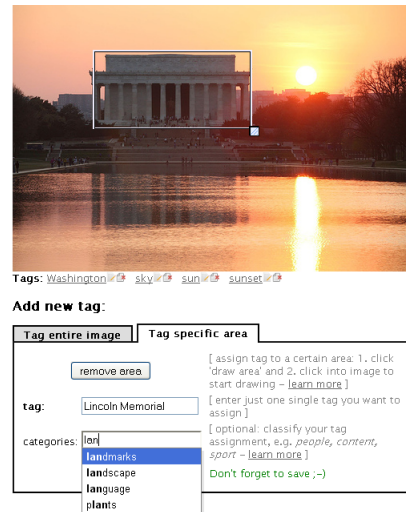 Tags: Washington sky sun sunset
Add new tag:
Tag entire image Tag specific area
remove area
[ assign tag to a certain area: 1. click
'draw area' and 2. click into image to
start drawing – learn more ]
tag: Lincoln Memorial
[ enter just one single tag you want to
assign ]
categories: lan
[ optional: classify your tag
assignment, e.g. people, content,
sport – learn more ]
landmarks
landscape
language
plants
Don't forget to save ;-)